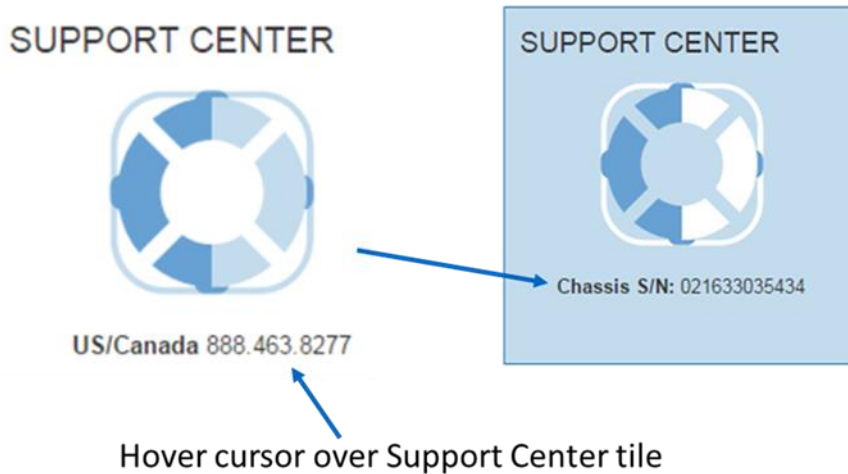 SUPPORT CENTER
US/Canada 888.463.8277
SUPPORT CENTER
Chassis S/N: 021633035434
Hover cursor over Support Center tile